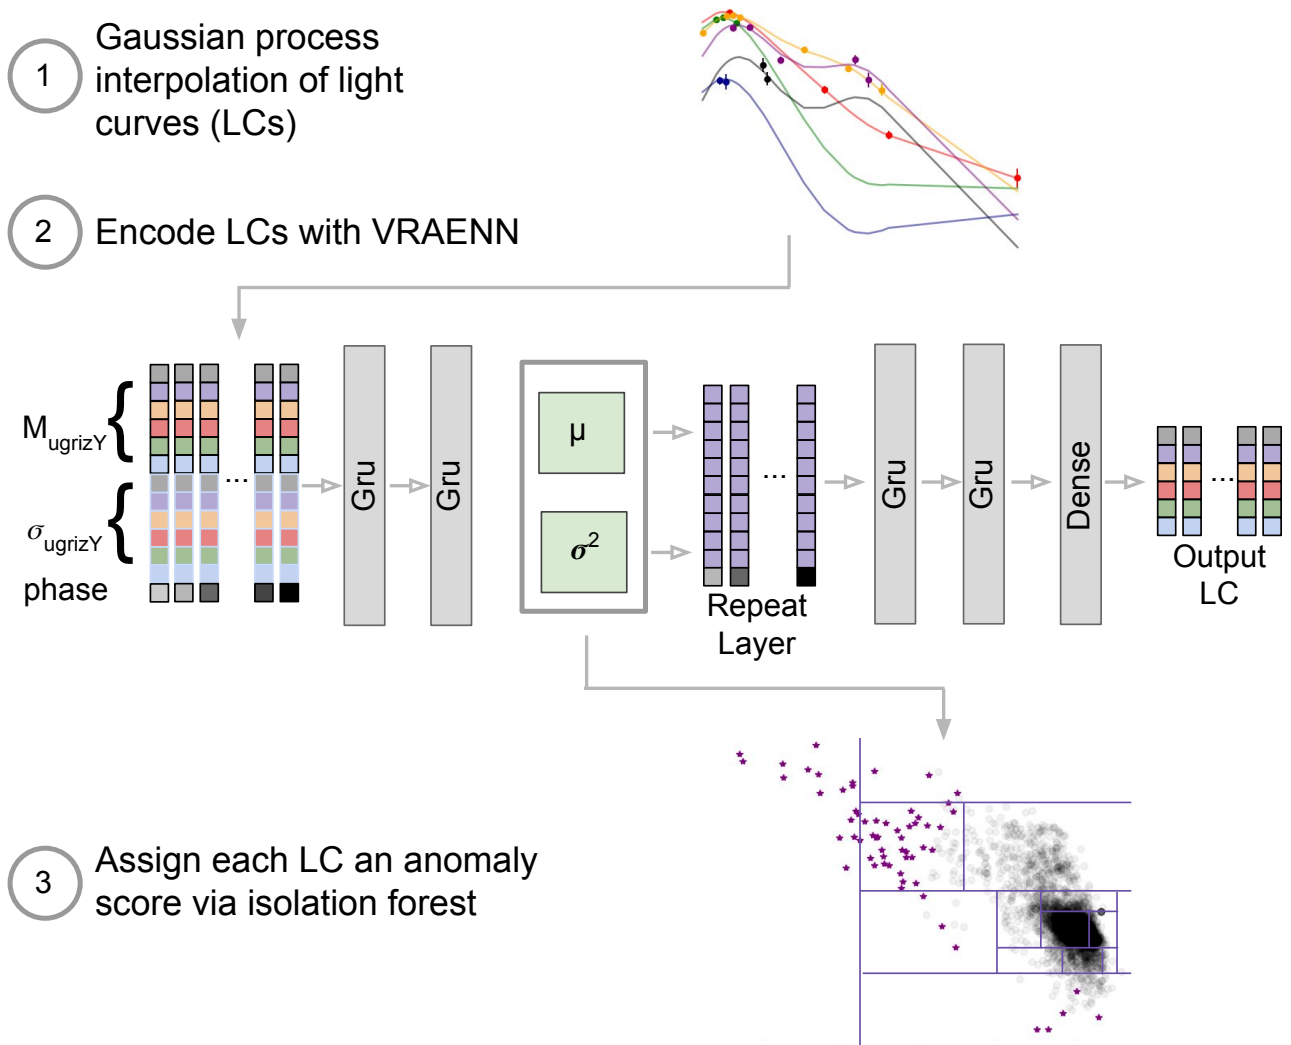 1
Gaussian process
interpolation of light
curves (LCs)
2
Encode LCs with VRAENN
M_ugrizY
σ_ugrizY
phase
...
Gru
Gru
μ
σ²
...
Repeat
Layer
Gru
Gru
Dense
...
Output
LC
3
Assign each LC an anomaly
score via isolation forest